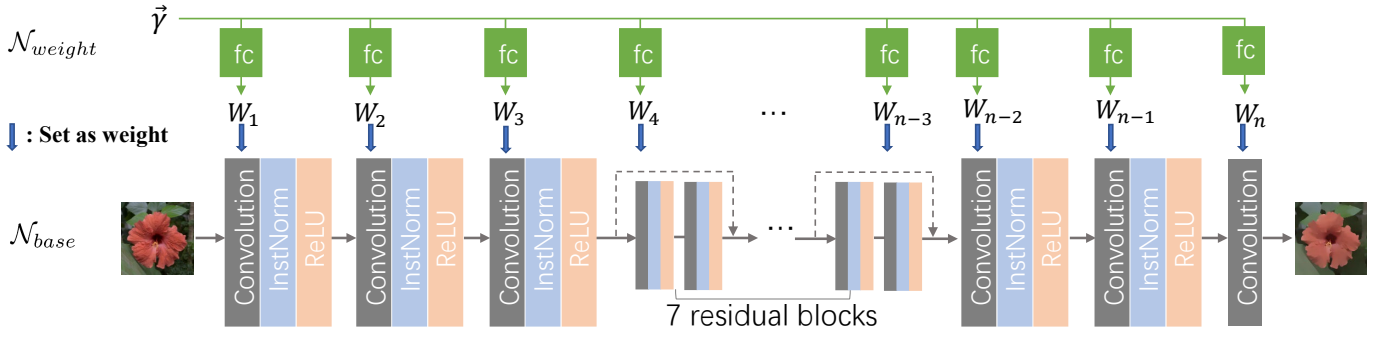 γ⃗
𝒩weight
fc fc fc fc fc fc fc fc
W1 W2 W3 W4 ... Wn−3 Wn−2 Wn−1 Wn
: Set as weight
𝒩base
Convolution InstNorm ReLU Convolution InstNorm ReLU Convolution InstNorm ReLU ... Convolution InstNorm ReLU Convolution InstNorm ReLU Convolution
7 residual blocks